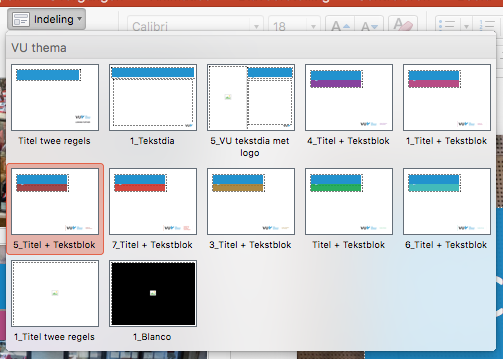 Indeling
Calibri
18
A A
VU thema
Titel twee regels
1_Tekstdia
5_VU tekstdia met
logo
4_Titel + Tekstblok
1_Titel + Tekstblok
5_Titel + Tekstblok
7_Titel + Tekstblok
3_Titel + Tekstblok
Titel + Tekstblok
6_Titel + Tekstblok
1_Titel twee regels
1_Blanco